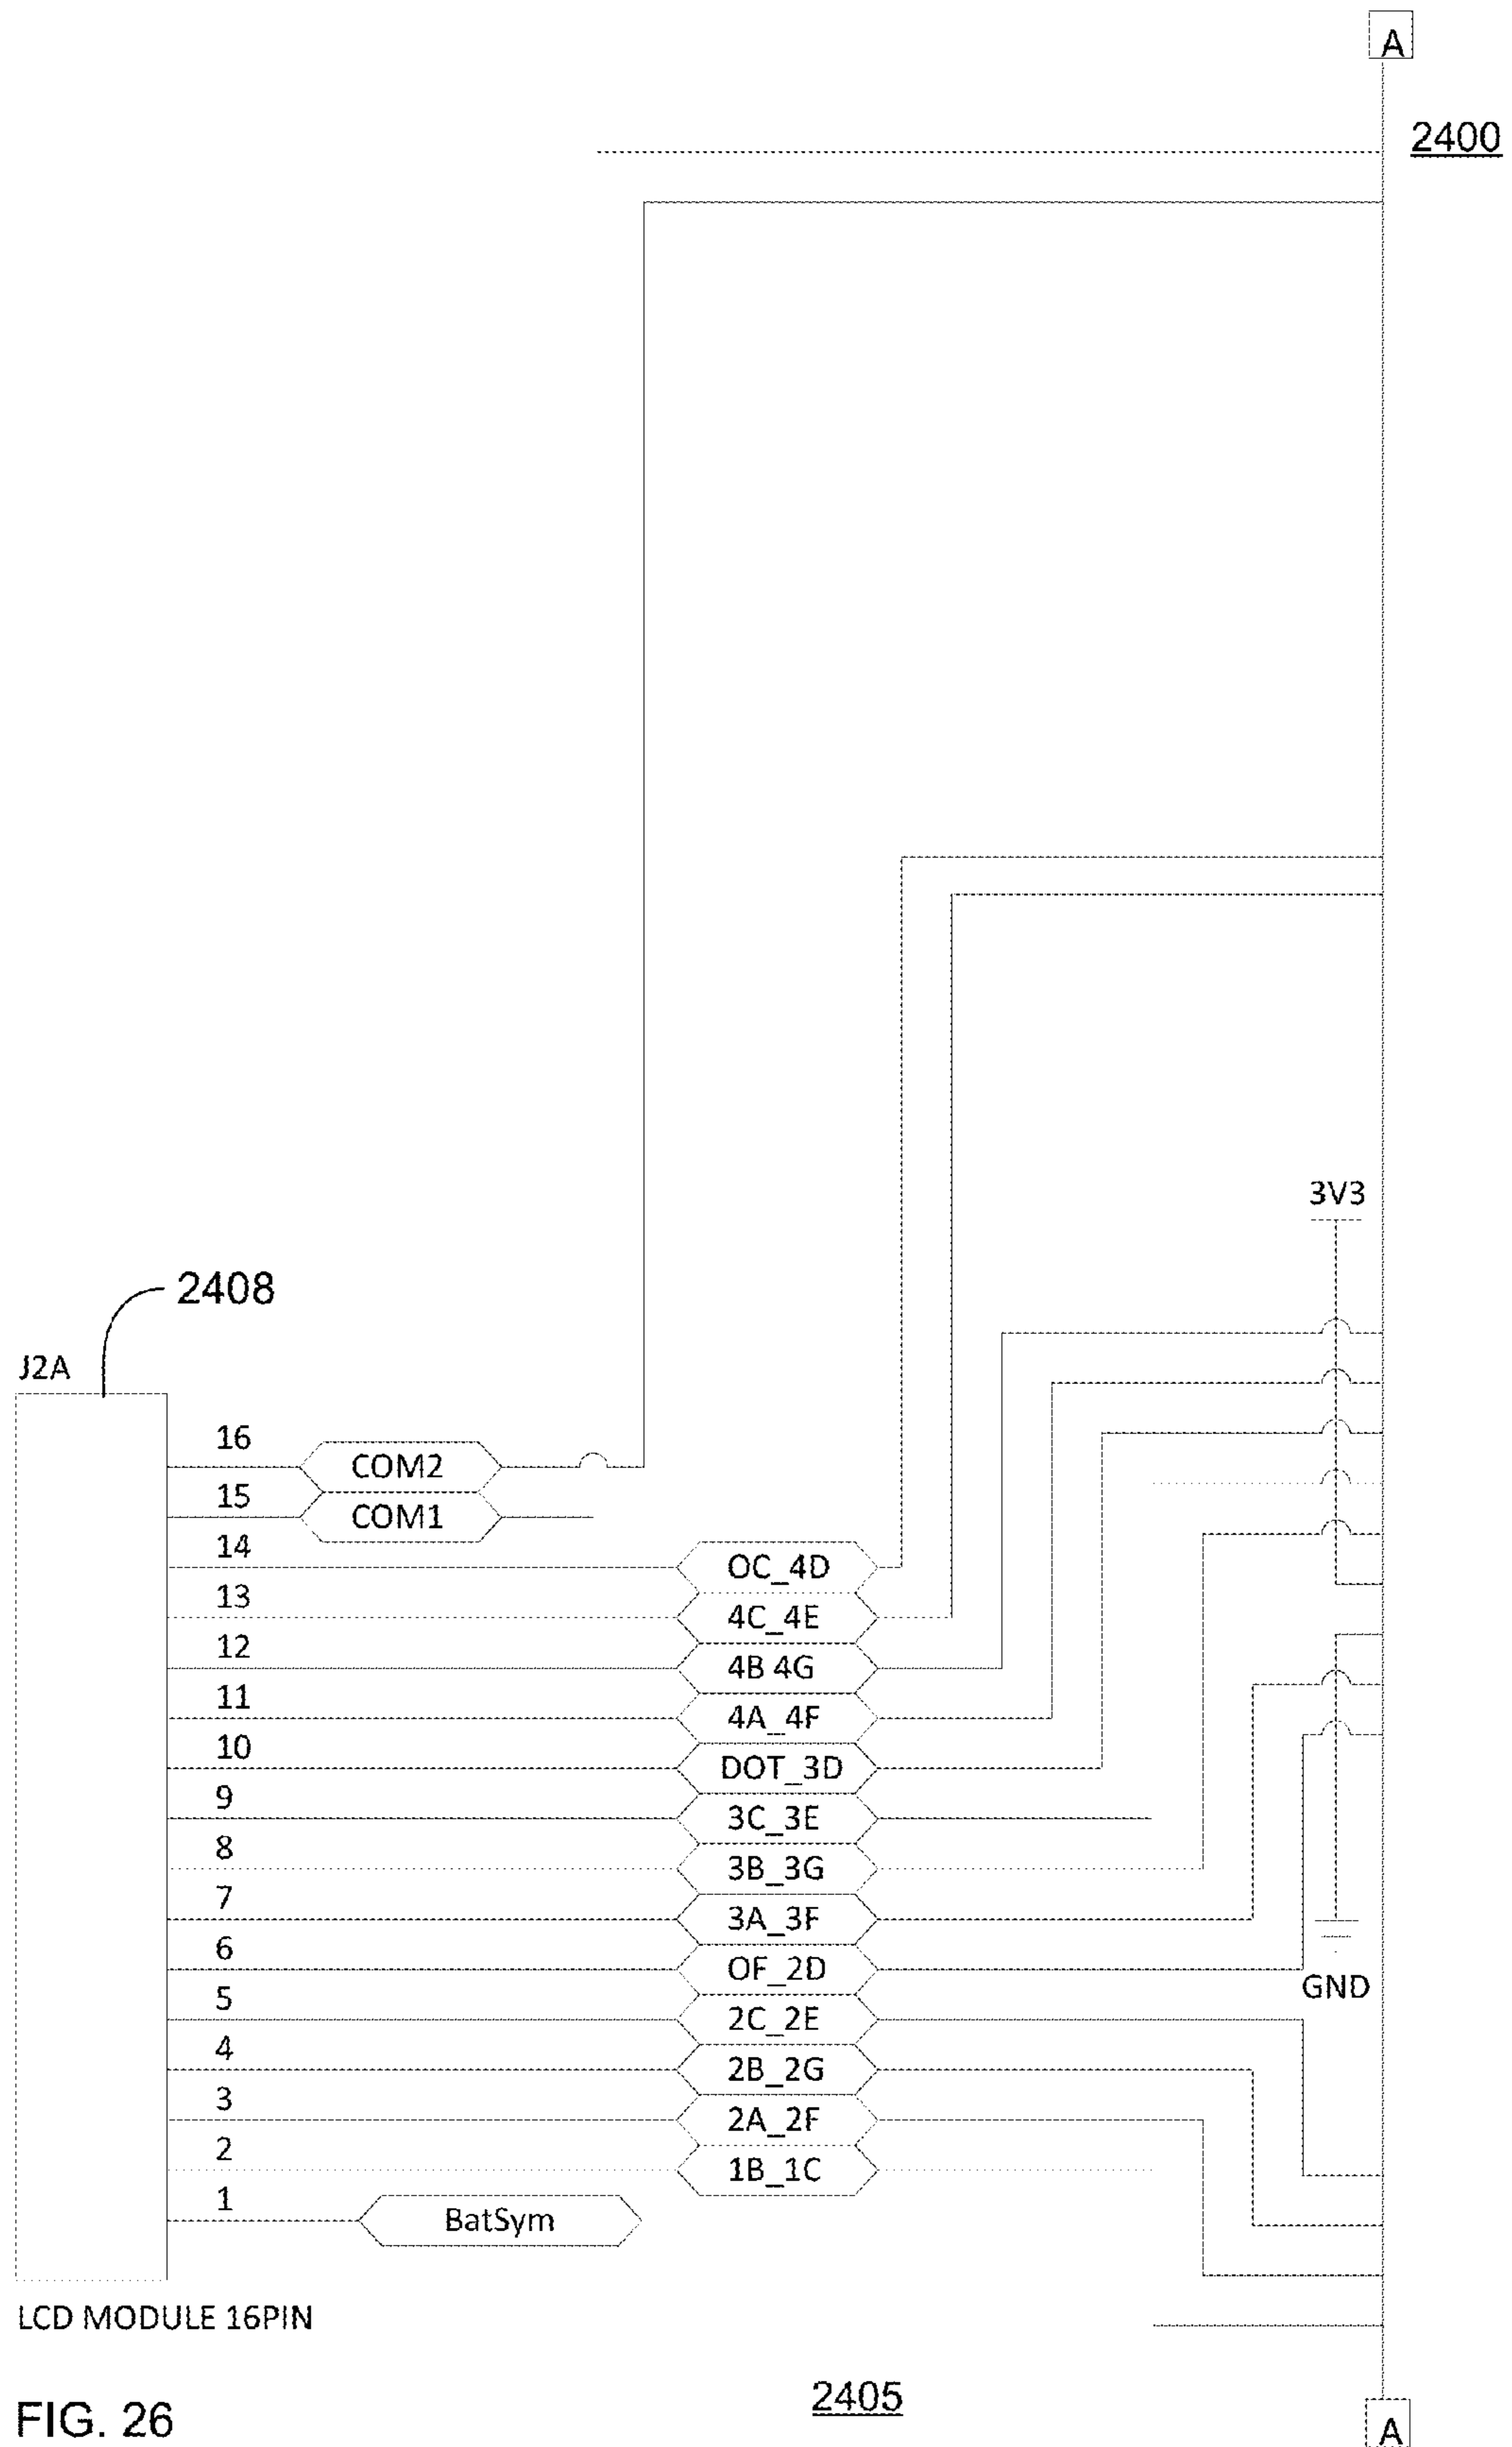 A
2400
3V3
2408
J2A
16 COM2
15 COM1
14 OC_4D
13 4C_4E
12 4B 4G
11 4A_4F
10 DOT_3D
9 3C_3E
8 3B_3G
7 3A_3F
6 OF_2D
GND
5 2C_2E
4 2B_2G
3 2A_2F
2 1B_1C
1 BatSym
LCD MODULE 16PIN
2405
FIG. 26
A